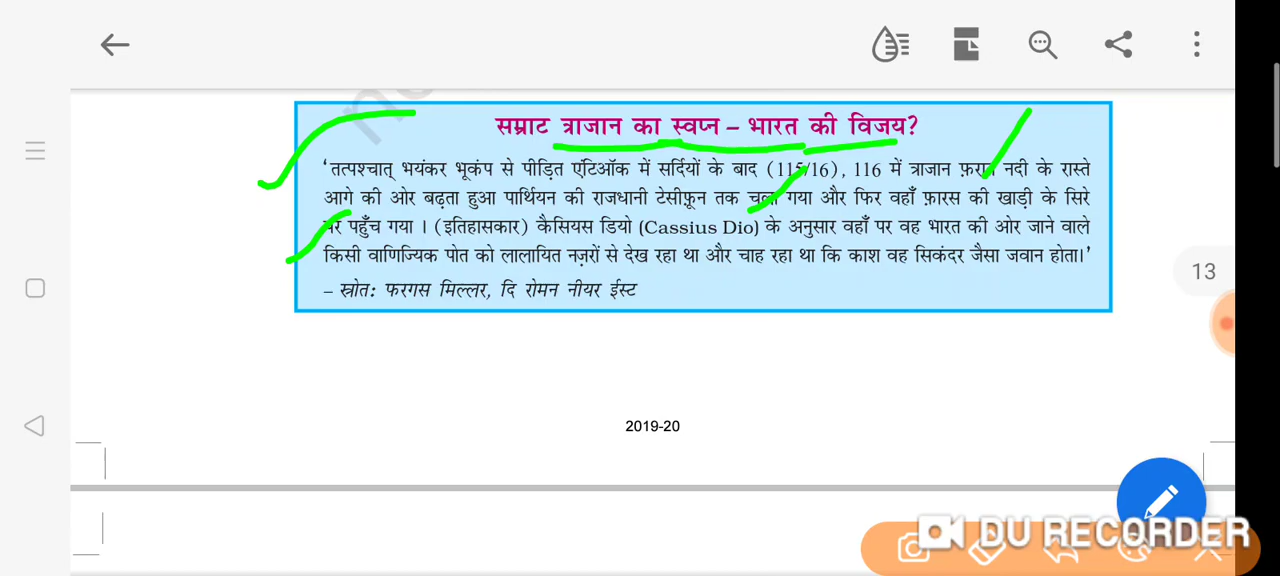 सम्राट त्राजान का स्वप्न – भारत की विजय?
'तत्पश्चात् भयंकर भूकंप से पीड़ित एंटिऑक में सर्दियों के बाद (115/16), 116 में त्राजान फ़रात नदी के रास्ते
आगे की ओर बढ़ता हुआ पार्थियन की राजधानी टेसीफ़ून तक चला गया और फिर वहाँ फ़ारस की खाड़ी के सिरे
पर पहुँच गया । (इतिहासकार) कैसियस डियो (Cassius Dio) के अनुसार वहाँ पर वह भारत की ओर जाने वाले
किसी वाणिज्यिक पोत को लालायित नज़रों से देख रहा था और चाह रहा था कि काश वह सिकंदर जैसा जवान होता।'
– स्रोत: फरगस मिल्लर, दि रोमन नीयर ईस्ट
13
2019-20
DU RECORDER